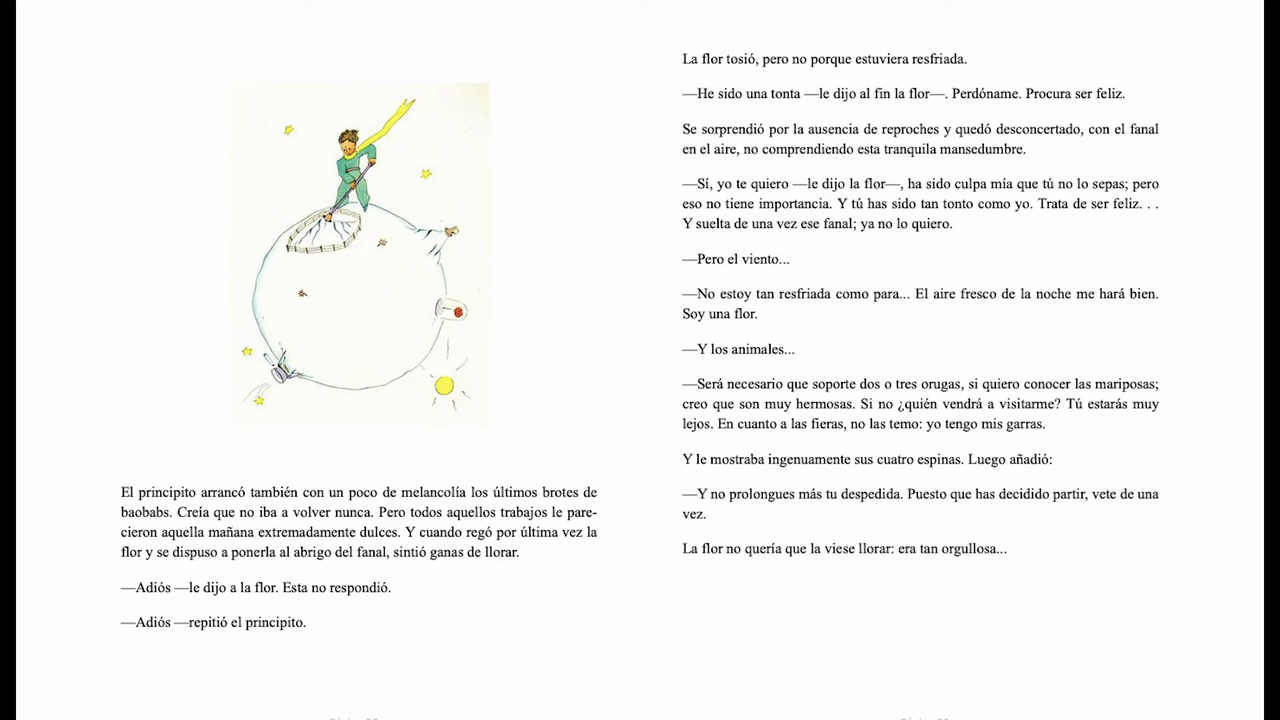 El principito arrancó también con un poco de melancolía los últimos brotes de
baobabs. Creía que no iba a volver nunca. Pero todos aquellos trabajos le pare-
cieron aquella mañana extremadamente dulces. Y cuando regó por última vez la
flor y se dispuso a ponerla al abrigo del fanal, sintió ganas de llorar.
—Adiós —le dijo a la flor. Esta no respondió.
—Adiós —repitió el principito.
La flor tosió, pero no porque estuviera resfriada.
—He sido una tonta —le dijo al fin la flor—. Perdóname. Procura ser feliz.
Se sorprendió por la ausencia de reproches y quedó desconcertado, con el fanal
en el aire, no comprendiendo esta tranquila mansedumbre.
—Sí, yo te quiero —le dijo la flor—, ha sido culpa mía que tú no lo sepas; pero
eso no tiene importancia. Y tú has sido tan tonto como yo. Trata de ser feliz. . .
Y suelta de una vez ese fanal; ya no lo quiero.
—Pero el viento...
—No estoy tan resfriada como para... El aire fresco de la noche me hará bien.
Soy una flor.
—Y los animales...
—Será necesario que soporte dos o tres orugas, si quiero conocer las mariposas;
creo que son muy hermosas. Si no ¿quién vendrá a visitarme? Tú estarás muy
lejos. En cuanto a las fieras, no las temo: yo tengo mis garras.
Y le mostraba ingenuamente sus cuatro espinas. Luego añadió:
—Y no prolongues más tu despedida. Puesto que has decidido partir, vete de una
vez.
La flor no quería que la viese llorar: era tan orgullosa...